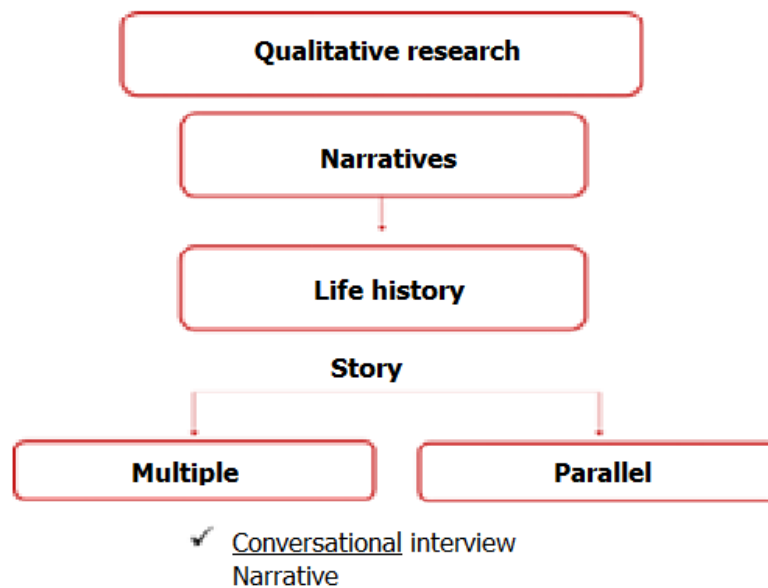 Qualitative research
Narratives
Life history
Story
Multiple
Parallel
✓ Conversational interview
Narrative